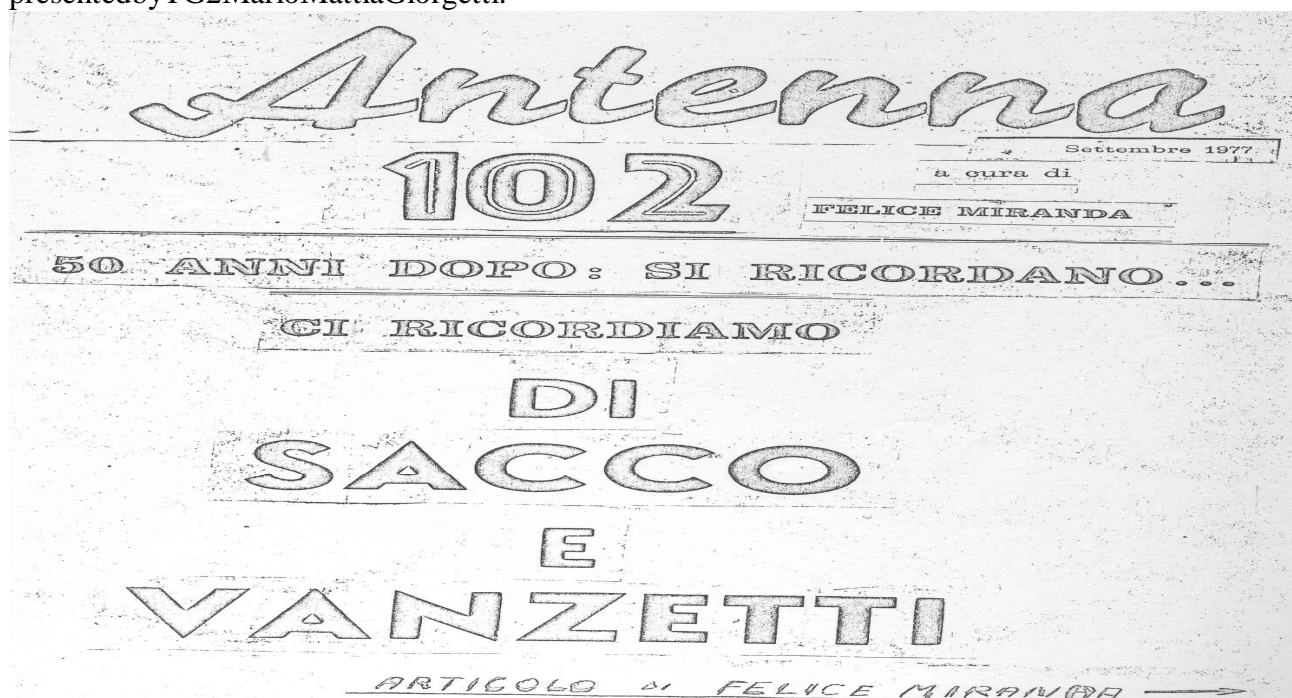 presentedbyTG2MarioMattiaGiorgetti.
Antenna
102
Settembre 1977
a cura di
FELICE MIRANDA
50 ANNI DOPO: SI RICORDANO...
CI RICORDIAMO
DI
SACCO
E
VANZETTI
ARTICOLO DI FELICE MIRANDA